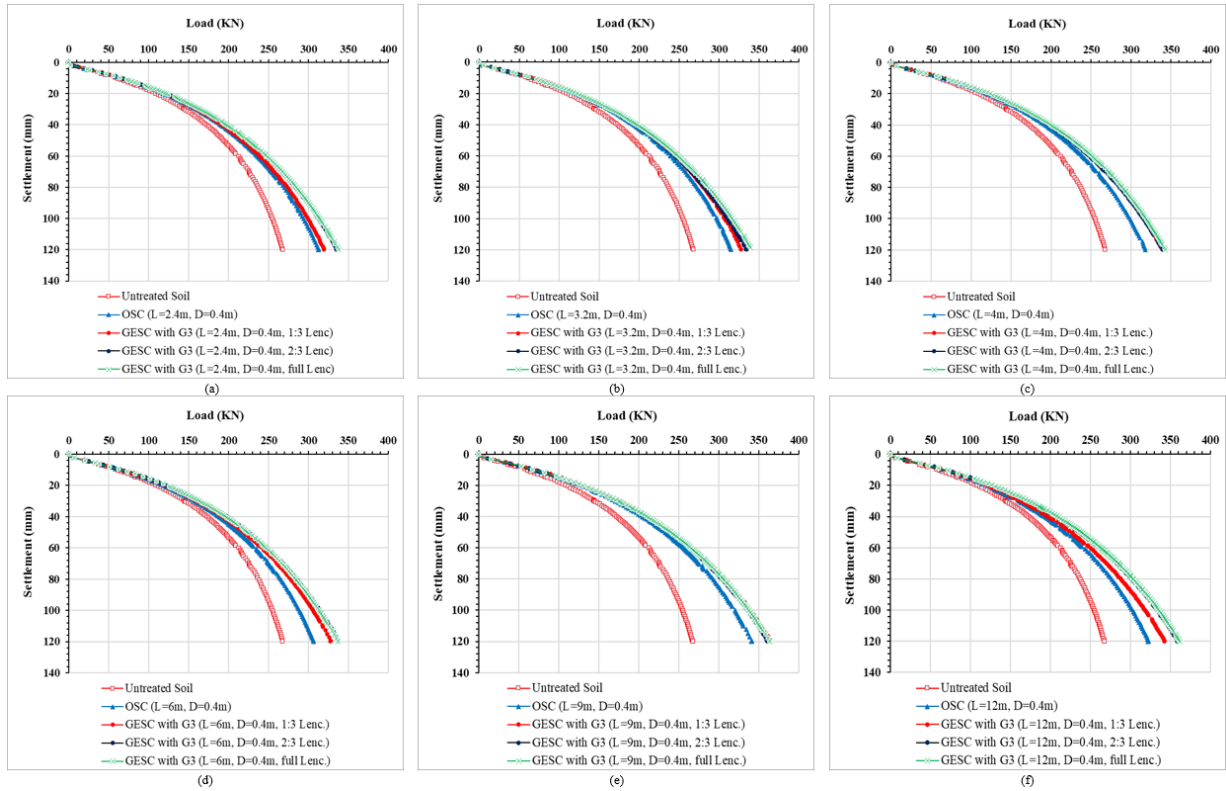 Load (KN)
0 50 100 150 200 250 300 350 400
0
20
40
60
80
100
120
140
Settlement (mm)
Untreated Soil
OSC (L=2.4m, D=0.4m)
GESC with G3 (L=2.4m, D=0.4m, 1:3 Lenc)
GESC with G3 (L=2.4m, D=0.4m, 2:3 Lenc)
GESC with G3 (L=2.4m, D=0.4m, full Lenc)
(a)
Load (KN)
0 50 100 150 200 250 300 350 400
0
20
40
60
80
100
120
140
Settlement (mm)
Untreated Soil
OSC (L=3.2m, D=0.4m)
GESC with G3 (L=3.2m, D=0.4m, 1:3 Lenc.)
GESC with G3 (L=3.2m, D=0.4m, 2:3 Lenc.)
GESC with G3 (L=3.2m, D=0.4m, full Lenc.)
(b)
Load (KN)
0 50 100 150 200 250 300 350 400
0
20
40
60
80
100
120
140
Settlement (mm)
Untreated Soil
OSC (L=4m, D=0.4m)
GESC with G3 (L=4m, D=0.4m, 1:3 Lenc.)
GESC with G3 (L=4m, D=0.4m, 2:3 Lenc.)
GESC with G3 (L=4m, D=0.4m, full Lenc.)
(c)
Load (KN)
0 50 100 150 200 250 300 350 400
0
20
40
60
80
100
120
140
Settlement (mm)
Untreated Soil
OSC (L=6m, D=0.4m)
GESC with G3 (L=6m, D=0.4m, 1:3 Lenc.)
GESC with G3 (L=6m, D=0.4m, 2:3 Lenc.)
GESC with G3 (L=6m, D=0.4m, full Lenc.)
(d)
Load (KN)
0 50 100 150 200 250 300 350 400
0
20
40
60
80
100
120
140
Settlement (mm)
Untreated Soil
OSC (L=9m, D=0.4m)
GESC with G3 (L=9m, D=0.4m, 1:3 Lenc.)
GESC with G3 (L=9m, D=0.4m, 2:3 Lenc.)
GESC with G3 (L=9m, D=0.4m, full Lenc.)
(e)
Load (KN)
0 50 100 150 200 250 300 350 400
0
20
40
60
80
100
120
140
Settlement (mm)
Untreated Soil
OSC (L=12m, D=0.4m)
GESC with G3 (L=12m, D=0.4m, 1:3 Lenc.)
GESC with G3 (L=12m, D=0.4m, 2:3 Lenc.)
GESC with G3 (L=12m, D=0.4m, full Lenc.)
(f)